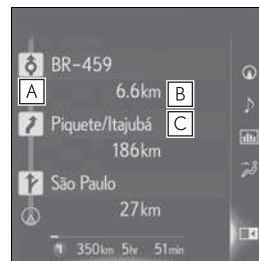 BR-459
A
6.6km
B
Piquete/Itajubá
C
186km
São Paulo
27km
350km 5hr 51min